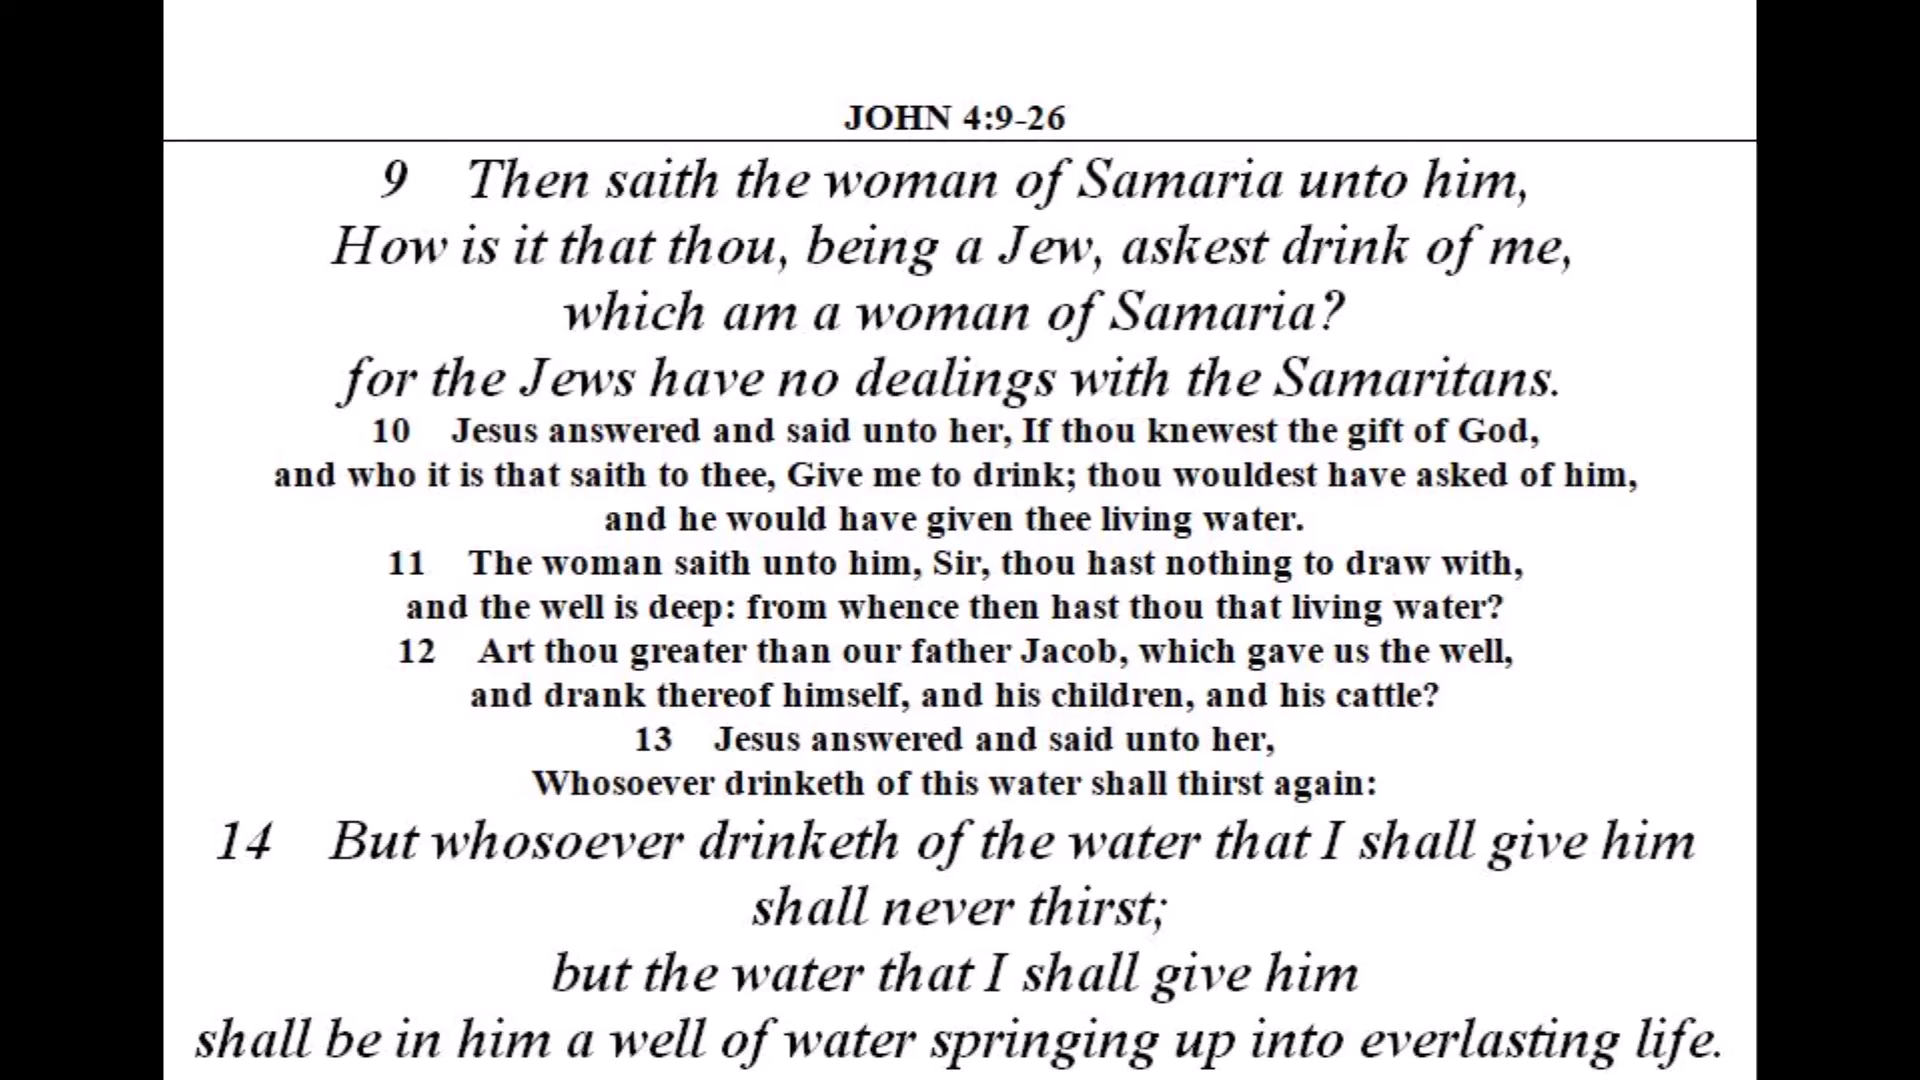 JOHN 4:9-26
9 Then saith the woman of Samaria unto him,
How is it that thou, being a Jew, askest drink of me,
which am a woman of Samaria?
for the Jews have no dealings with the Samaritans.
10 Jesus answered and said unto her, If thou knewest the gift of God,
and who it is that saith to thee, Give me to drink; thou wouldest have asked of him,
and he would have given thee living water.
11 The woman saith unto him, Sir, thou hast nothing to draw with,
and the well is deep: from whence then hast thou that living water?
12 Art thou greater than our father Jacob, which gave us the well,
and drank thereof himself, and his children, and his cattle?
13 Jesus answered and said unto her,
Whosoever drinketh of this water shall thirst again:
14 But whosoever drinketh of the water that I shall give him
shall never thirst;
but the water that I shall give him
shall be in him a well of water springing up into everlasting life.